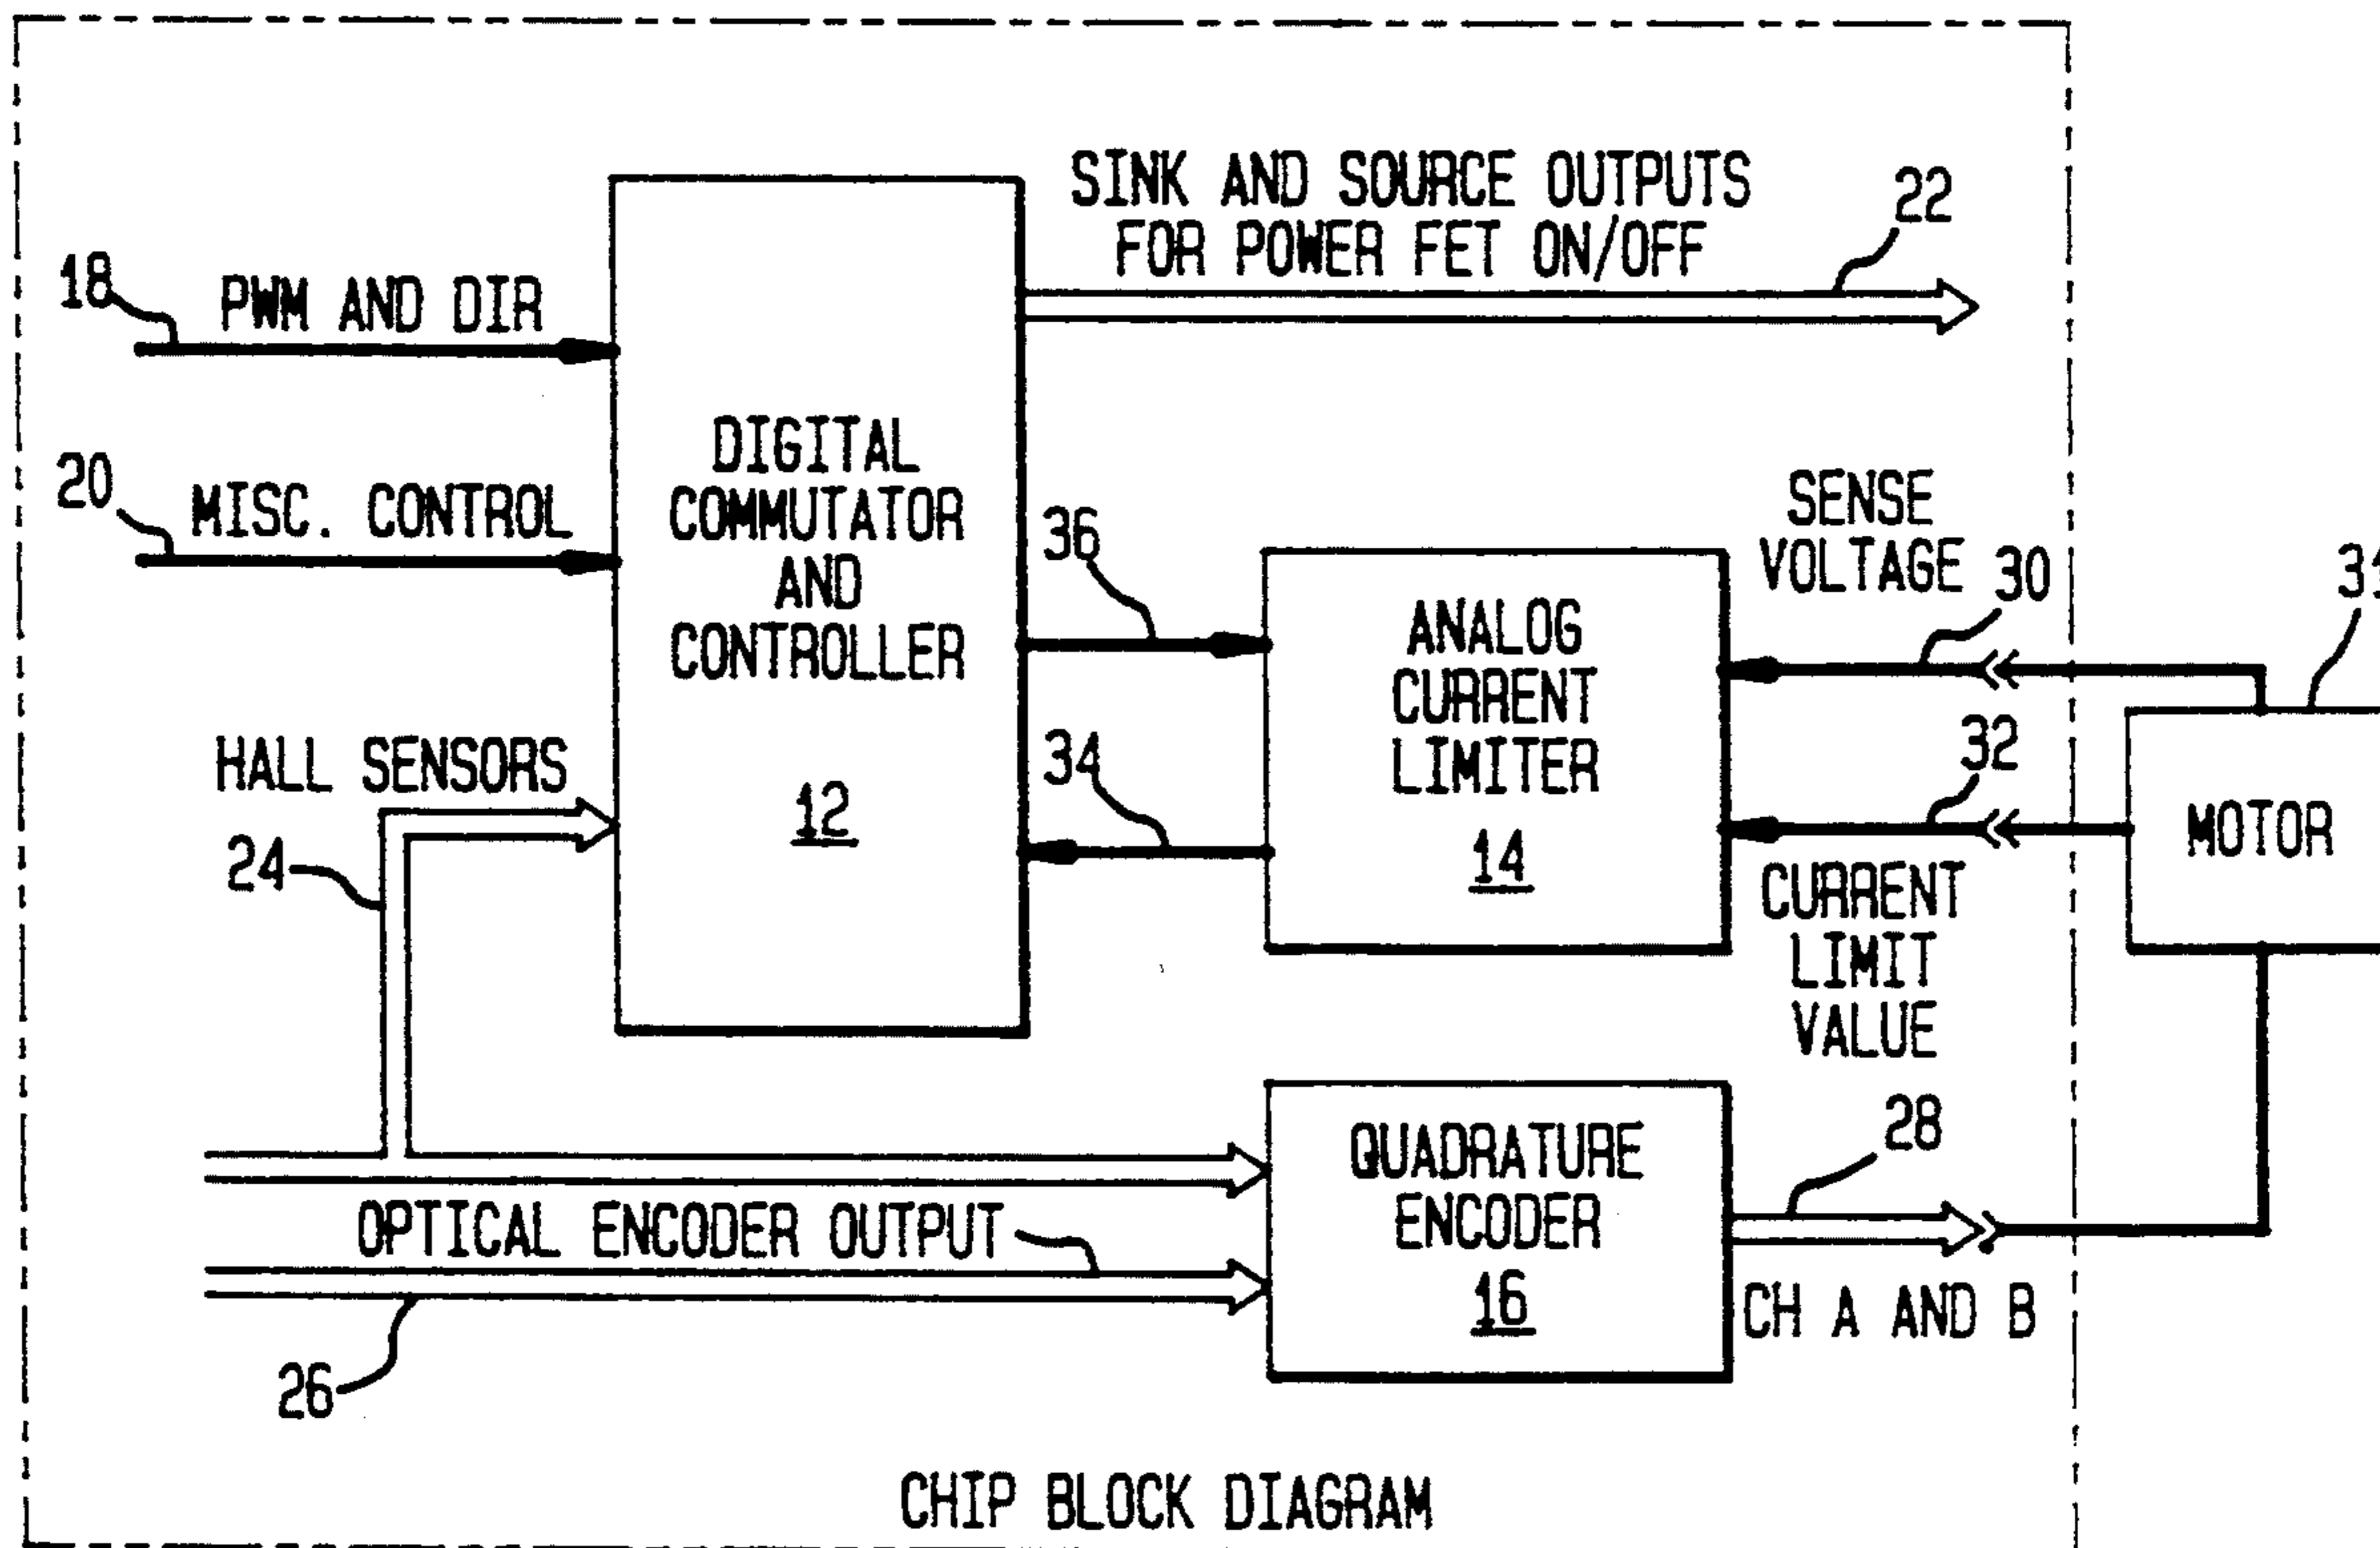 SINK AND SOURCE OUTPUTS
FOR POWER FET ON/OFF
22
18
PWM AND DIR
20
MISC. CONTROL
DIGITAL
COMMUTATOR
AND
CONTROLLER
12
36
34
SENSE
VOLTAGE
30
31
ANALOG
CURRENT
LIMITER
14
32
CURRENT
LIMIT
VALUE
MOTOR
HALL SENSORS
24
QUADRATURE
ENCODER
16
28
CH A AND B
OPTICAL ENCODER OUTPUT
26
CHIP BLOCK DIAGRAM